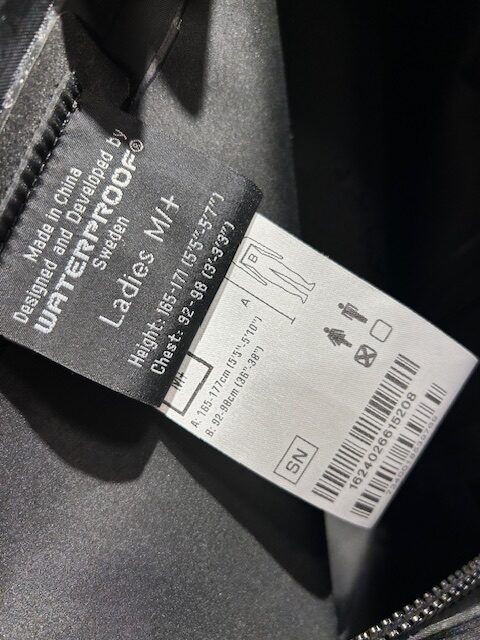 Made in China
Designed and Developed by
WATERPROOF®
Sweden
Ladies M/+
Height: 165-171 (5'5"-5'7")
Chest: 92-98 (3'-3'3")
B
A
M+
A: 165-177cm (5'5"-5'10")
B: 92-98cm (36"-38")
SN
1624026615208